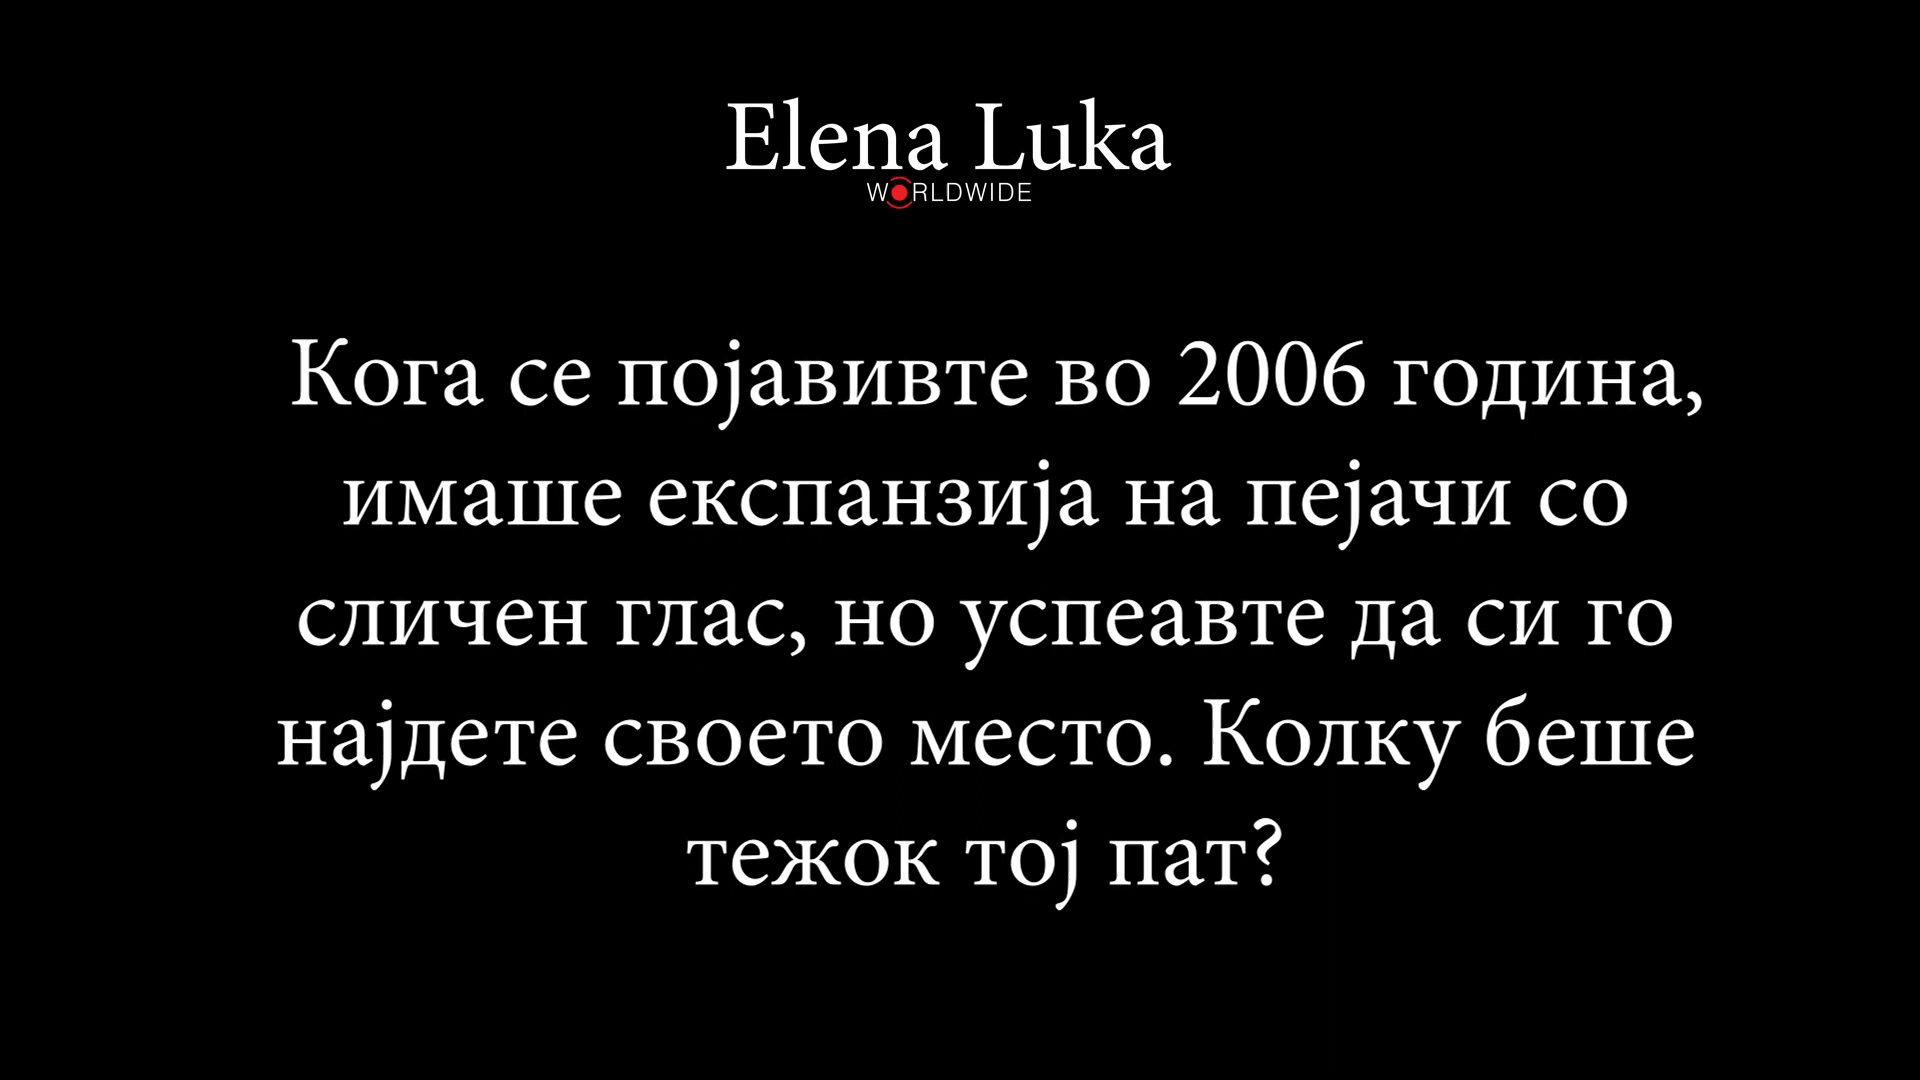 Elena Luka
WORLDWIDE
Кога се појавивте во 2006 година,
имаше експанзија на пејачи со
сличен глас, но успеавте да си го
најдете своето место. Колку беше
тежок тој пат?